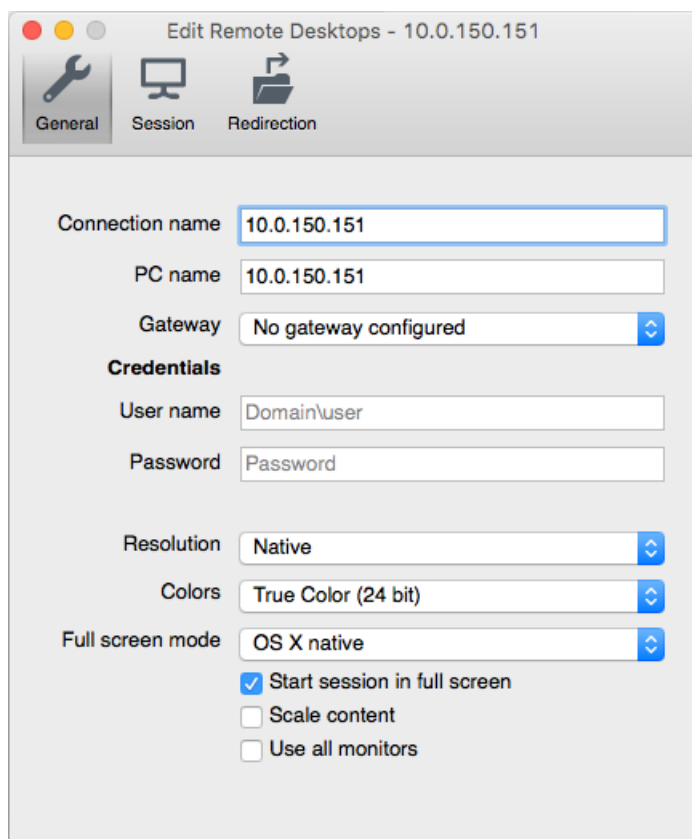 Edit Remote Desktops - 10.0.150.151
General Session Redirection
Connection name 10.0.150.151
PC name 10.0.150.151
Gateway No gateway configured
Credentials
User name Domain\user
Password Password
Resolution Native
Colors True Color (24 bit)
Full screen mode OS X native
Start session in full screen
Scale content
Use all monitors